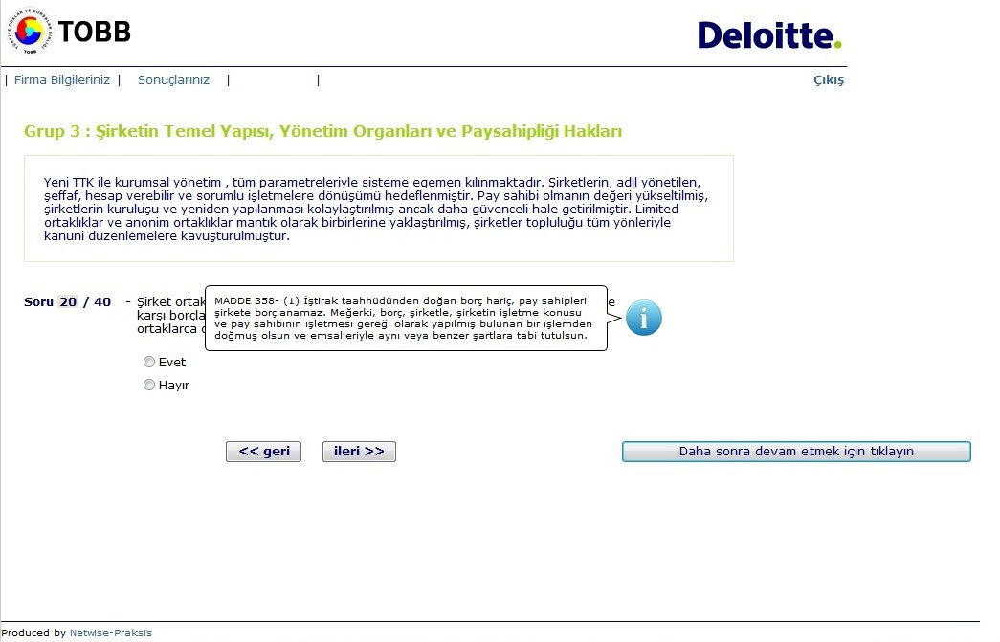 TOBB
Deloitte.
| Firma Bilgileriniz | Sonuçlarınız | |
Çıkış
Grup 3 : Şirketin Temel Yapısı, Yönetim Organları ve Paysahipliği Hakları
Yeni TTK ile kurumsal yönetim , tüm parametreleriyle sisteme egemen kılınmaktadır. Şirketlerin, adil yönetilen,
şeffaf, hesap verebilir ve sorumlu işletmelere dönüşümü hedeflenmiştir. Pay sahibi olmanın değeri yükseltilmiş,
şirketlerin kuruluşu ve yeniden yapılanması kolaylaştırılmış ancak daha güvenceli hale getirilmiştir. Limited
ortaklıklar ve anonim ortaklıklar mantık olarak birbirlerine yaklaştırılmış, şirketler topluluğu tüm yönleriyle
kanuni düzenlemelere kavuşturulmuştur.
Soru 20 / 40
- Şirket ortak
karşı borçla
ortaklarca
MADDE 358- (1) İştirak taahhüdünden doğan borç hariç, pay sahipleri
şirkete borçlanamaz. Meğerki, borç, şirketle, şirketin işletme konusu
ve pay sahibinin işletmesi gereği olarak yapılmış bulunan bir işlemden
doğmuş olsun ve emsalleriyle aynı veya benzer şartlara tabi tutulsun.
i
Evet
Hayır
<< geri
ileri >>
Daha sonra devam etmek için tıklayın
Produced by Netwise-Praksis